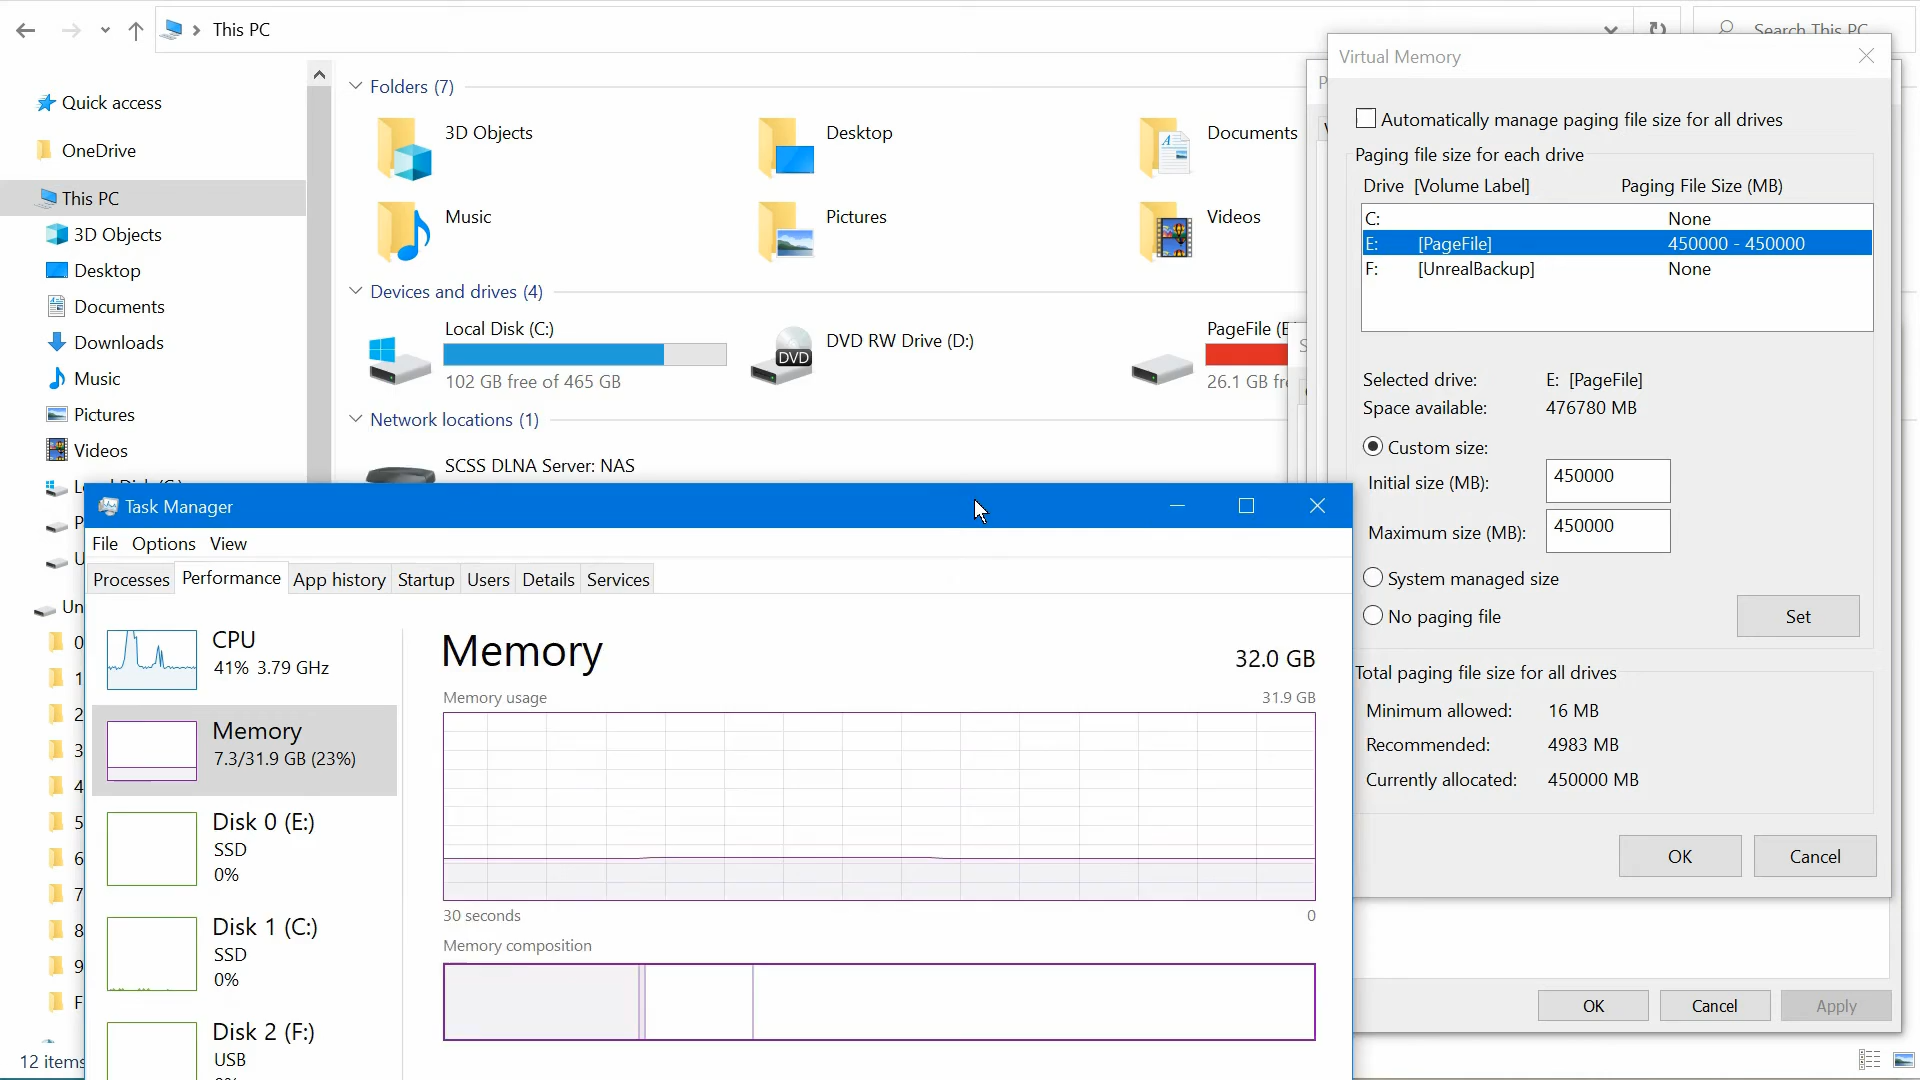 This PC
Search This PC
Quick access
OneDrive
This PC
3D Objects
Desktop
Documents
Downloads
Music
Pictures
Videos
12 items
Folders (7)
3D Objects
Desktop
Documents
Music
Pictures
Videos
Devices and drives (4)
Local Disk (C:)
102 GB free of 465 GB
DVD
DVD RW Drive (D:)
PageFile (E
26.1 GB fr
Network locations (1)
SCSS DLNA Server: NAS
Virtual Memory
Automatically manage paging file size for all drives
Paging file size for each drive
Drive [Volume Label] Paging File Size (MB)
C: None
E: [PageFile] 450000 - 450000
F: [UnrealBackup] None
Selected drive: E: [PageFile]
Space available: 476780 MB
Custom size:
Initial size (MB): 450000
Maximum size (MB): 450000
System managed size
No paging file
Set
Total paging file size for all drives
Minimum allowed: 16 MB
Recommended: 4983 MB
Currently allocated: 450000 MB
OK Cancel
OK Cancel Apply
Task Manager
File Options View
Processes Performance App history Startup Users Details Services
CPU
41% 3.79 GHz
Memory
7.3/31.9 GB (23%)
Disk 0 (E:)
SSD
0%
Disk 1 (C:)
SSD
0%
Disk 2 (F:)
USB
Memory 32.0 GB
Memory usage 31.9 GB
30 seconds 0
Memory composition